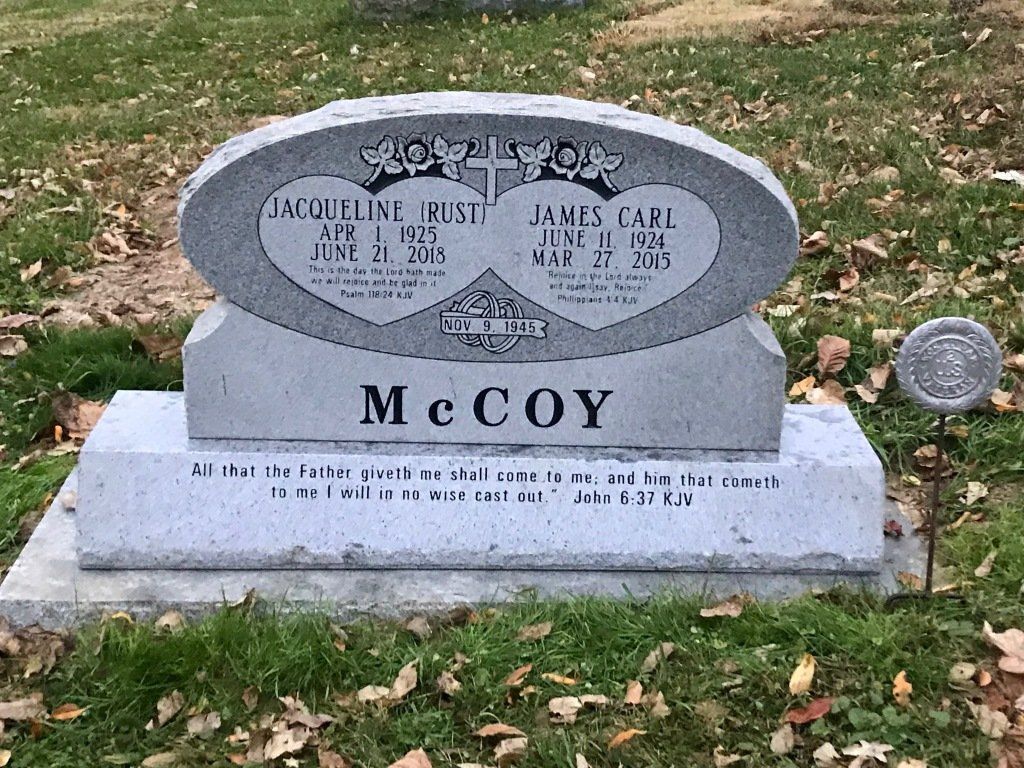 JACQUELINE (RUST)
APR 1, 1925
JUNE 21, 2018
This is the day the Lord hath made
we will rejoice and be glad in it
Psalm 118:24 KJV
JAMES CARL
JUNE 11, 1924
MAR 27, 2015
"Rejoice in the Lord always
and again I say, Rejoice."
Philippians 4:4 KJV
NOV 9, 1945
McCOY
All that the Father giveth me shall come to me; and him that cometh
to me I will in no wise cast out." John 6:37 KJV
U.S.
VETERAN